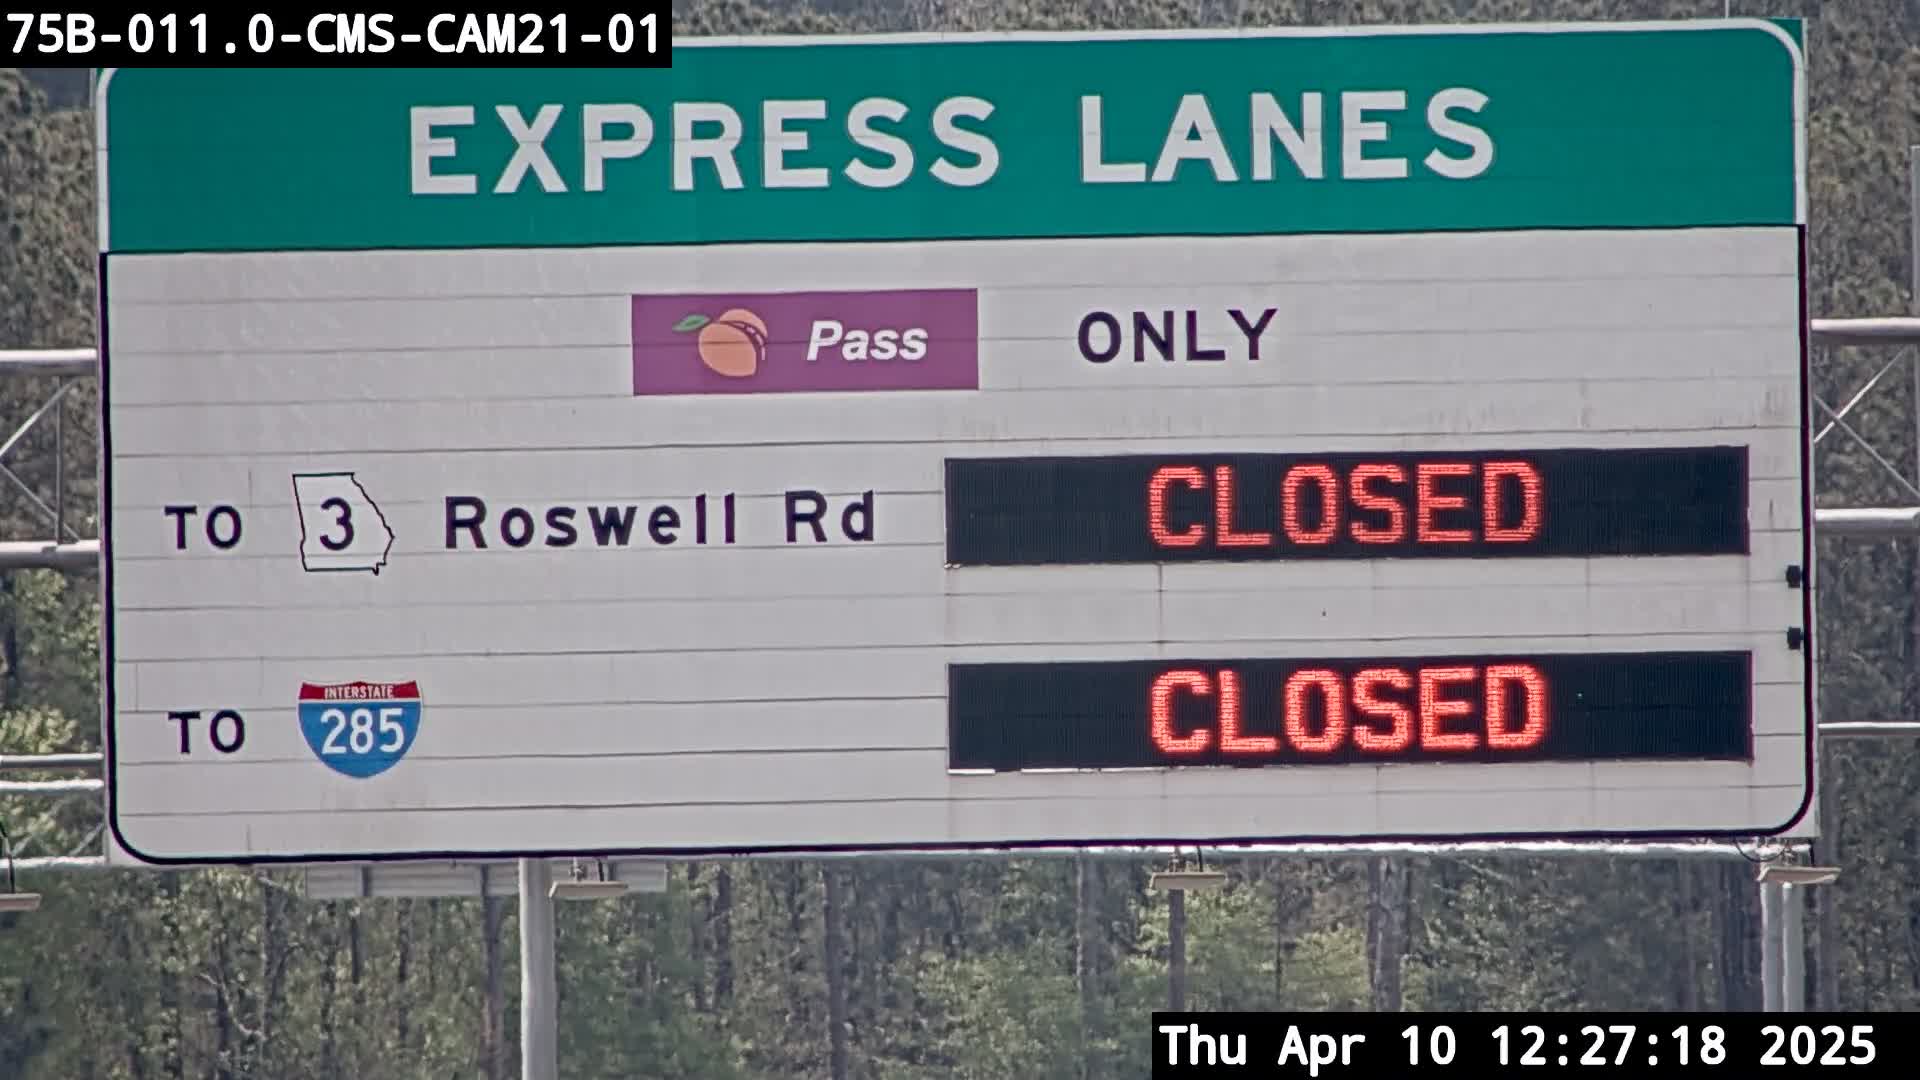 75B-011.0-CMS-CAM21-01
EXPRESS LANES
Pass ONLY
TO 3 Roswell Rd CLOSED
INTERSTATE
TO 285 CLOSED
Thu Apr 10 12:27:18 2025